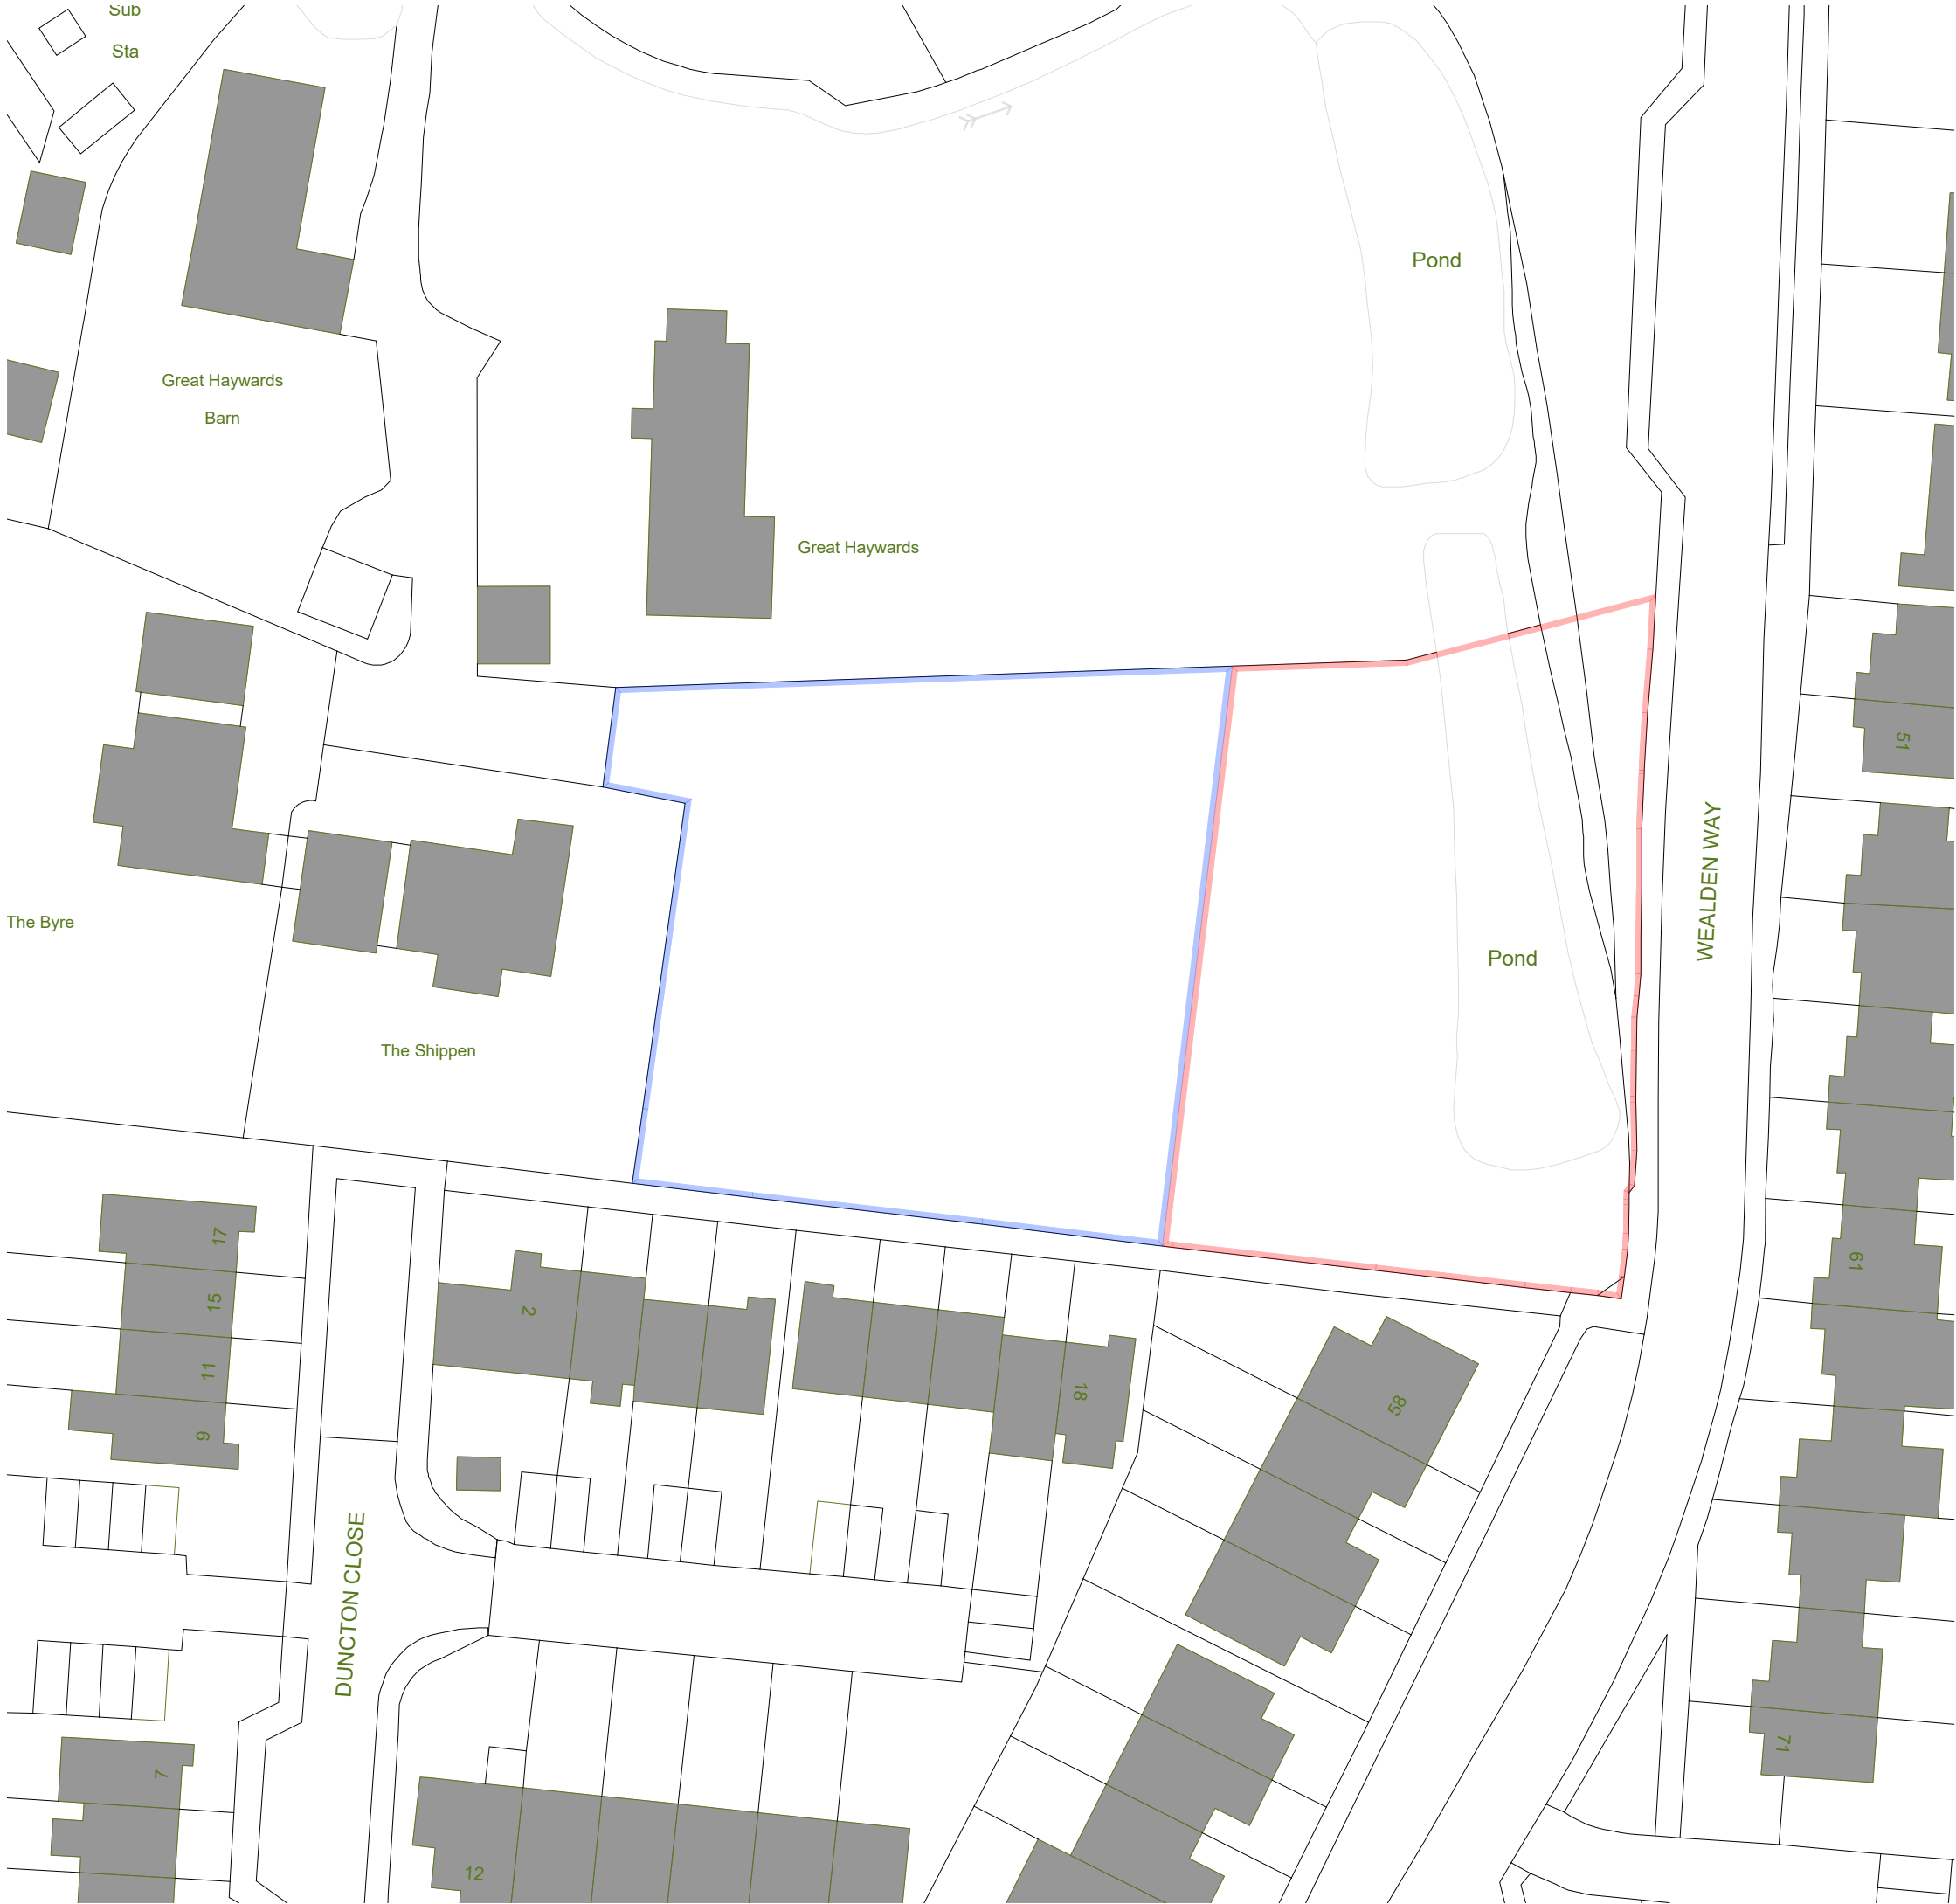 Sub
Sta
Pond
Great Haywards
Barn
Great Haywards
51
WEALDEN WAY
The Byre
Pond
The Shippen
17
61
15
2
11
18
58
9
DUNCTON CLOSE
71
7
12